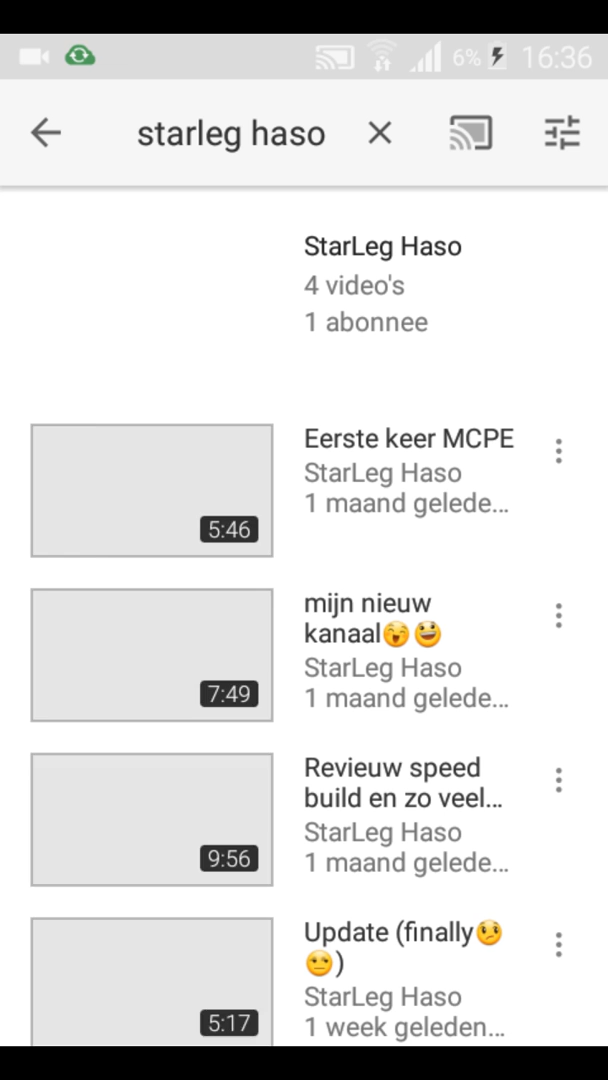 6% 16:36
starleg haso
StarLeg Haso
4 video's
1 abonnee
Eerste keer MCPE
StarLeg Haso
1 maand gelede...
5:46
mijn nieuw
kanaal😄😃
StarLeg Haso
1 maand gelede...
7:49
Revieuw speed
build en zo veel...
StarLeg Haso
1 maand gelede...
9:56
Update (finally😞
😒)
StarLeg Haso
1 week geleden...
5:17